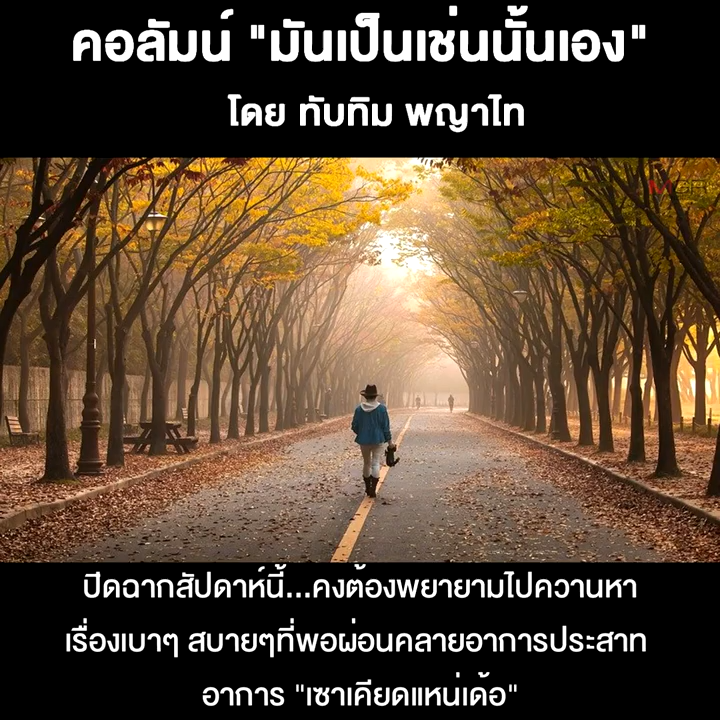 คอลัมน์ "มันเป็นเช่นนั้นเอง"
โดย ทับทิม พญาไท
ปิดฉากสัปดาห์นี้...คงต้องพยายามไปควานหา
เรื่องเบาๆ สบายๆที่พอผ่อนคลายอาการประสาท
อาการ "เซาเคียดแหน่เด้อ"